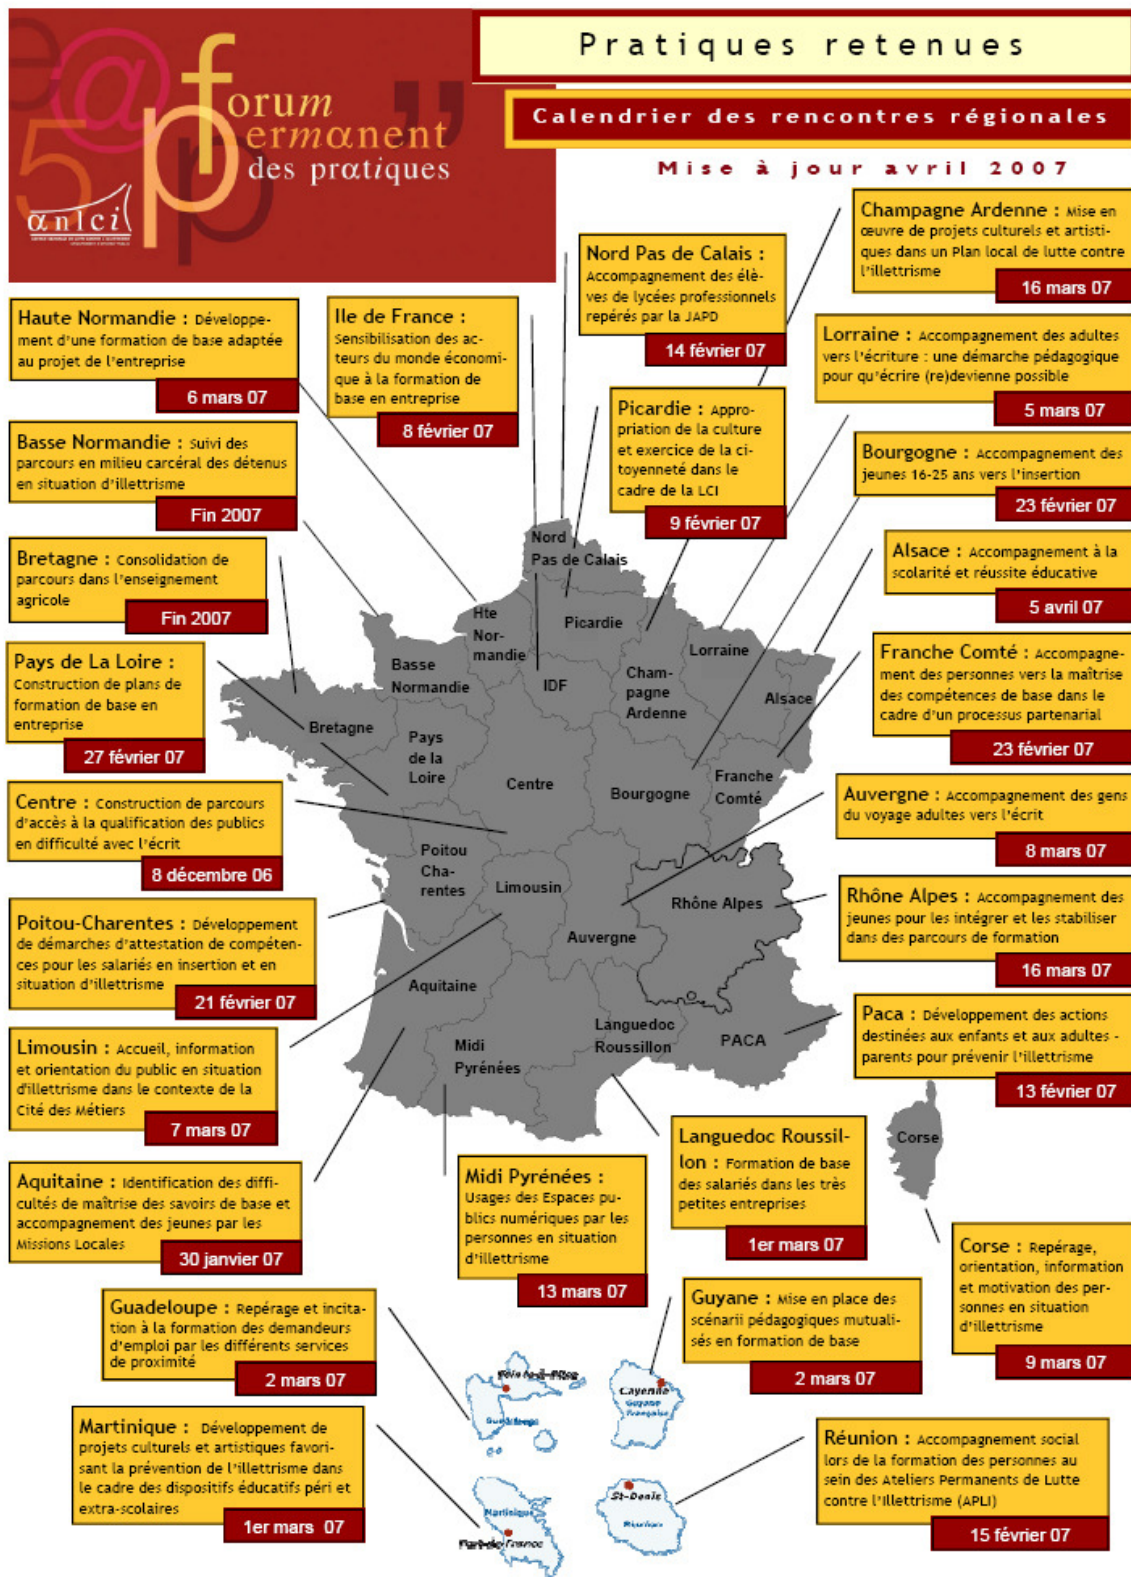 forum
permanent
des pratiques
anlci
Pratiques retenues
Calendrier des rencontres régionales
Mise à jour avril 2007
Champagne Ardenne : Mise en
œuvre de projets culturels et artisti-
ques dans un Plan local de lutte contre
l'illettrisme
16 mars 07
Nord Pas de Calais :
Accompagnement des élè-
ves de lycées professionnels
repérés par la JAPD
14 février 07
Haute Normandie : Développe-
ment d'une formation de base adaptée
au projet de l'entreprise
6 mars 07
Ile de France :
Sensibilisation des ac-
teurs du monde économi-
que à la formation de
base en entreprise
8 février 07
Lorraine : Accompagnement des adultes
vers l'écriture : une démarche pédagogique
pour qu'écrire (re)devienne possible
5 mars 07
Picardie : Appro-
priation de la culture
et exercice de la ci-
toyenneté dans le
cadre de la LCI
9 février 07
Basse Normandie : Suivi des
parcours en milieu carcéral des détenus
en situation d'illettrisme
Fin 2007
Bourgogne : Accompagnement des
jeunes 16-25 ans vers l'insertion
23 février 07
Bretagne : Consolidation de
parcours dans l'enseignement
agricole
Fin 2007
Alsace : Accompagnement à la
scolarité et réussite éducative
5 avril 07
Pays de La Loire :
Construction de plans de
formation de base en
entreprise
27 février 07
Franche Comté : Accompagne-
ment des personnes vers la maîtrise
des compétences de base dans le
cadre d'un processus partenarial
23 février 07
Centre : Construction de parcours
d'accès à la qualification des publics
en difficulté avec l'écrit
8 décembre 06
Auvergne : Accompagnement des gens
du voyage adultes vers l'écrit
8 mars 07
Poitou-Charentes : Développement
de démarches d'attestation de compéten-
ces pour les salariés en insertion et en
situation d'illettrisme
21 février 07
Rhône Alpes : Accompagnement des
jeunes pour les intégrer et les stabiliser
dans des parcours de formation
16 mars 07
Limousin : Accueil, information
et orientation du public en situation
d'illettrisme dans le contexte de la
Cité des Métiers
7 mars 07
Paca : Développement des actions
destinées aux enfants et aux adultes -
parents pour prévenir l'illettrisme
13 février 07
Aquitaine : Identification des diffi-
cultés de maîtrise des savoirs de base et
accompagnement des jeunes par les
Missions Locales
30 janvier 07
Midi Pyrénées :
Usages des Espaces pu-
blics numériques par les
personnes en situation
d'illettrisme
13 mars 07
Languedoc Roussil-
lon : Formation de base
des salariés dans les très
petites entreprises
1er mars 07
Corse : Repérage,
orientation, information
et motivation des per-
sonnes en situation
d'illettrisme
9 mars 07
Guadeloupe : Repérage et incita-
tion à la formation des demandeurs
d'emploi par les différents services
de proximité
2 mars 07
Guyane : Mise en place des
scénarii pédagogiques mutuali-
sés en formation de base
2 mars 07
Martinique : Développement de
projets culturels et artistiques favori-
sant la prévention de l'illettrisme dans
le cadre des dispositifs éducatifs péri et
extra-scolaires
1er mars 07
Réunion : Accompagnement social
lors de la formation des personnes au
sein des Ateliers Permanents de Lutte
contre l'Illettrisme (APLI)
15 février 07
Nord
Pas de Calais
Hte
Nor-
mandie
Picardie
Basse
Normandie
IDF
Cham-
pagne
Ardenne
Lorraine
Alsace
Bretagne
Pays
de la
Loire
Centre
Bourgogne
Franche
Comté
Poitou
Cha-
rentes
Limousin
Auvergne
Rhône Alpes
Aquitaine
Midi
Pyrénées
Languedoc
Roussillon
PACA
Corse
Pointe-à-Pitre
Guadeloupe
Cayenne
Guyane
Française
Martinique
Fort-de-France
St-Denis
Réunion